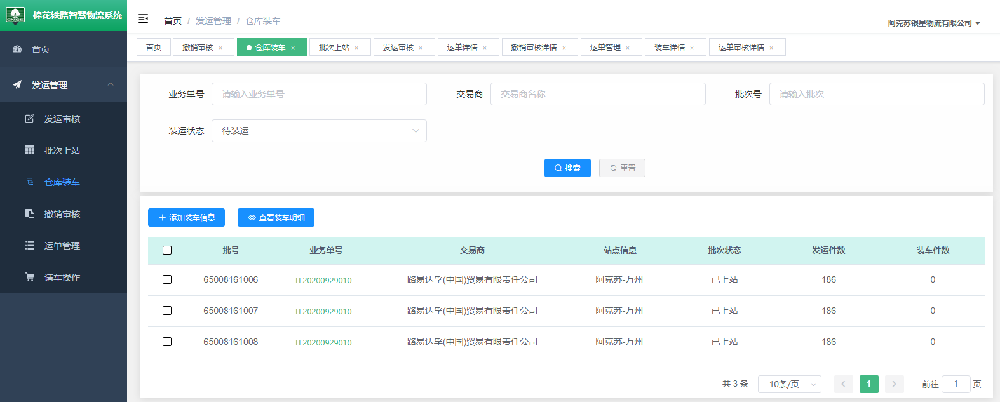 棉花铁路智慧物流系统
CNCE
首页
发运管理
发运审核
批次上站
仓库装车
撤销审核
运单管理
请车操作
首页 / 发运管理 / 仓库装车
阿克苏银星物流有限公司
首页 撤销审核 × 仓库装车 × 批次上站 × 发运审核 × 运单详情 × 撤销审核详情 × 运单管理 × 装车详情 × 运单审核详情 ×
业务单号 请输入业务单号 交易商 交易商名称 批次号 请输入批次
装运状态 待装运
搜索 重置
添加装车信息 查看装车明细
批号 业务单号 交易商 站点信息 批次状态 发运件数 装车件数
65008161006 TL20200929010 路易达孚(中国)贸易有限责任公司 阿克苏-万州 已上站 186 0
65008161007 TL20200929010 路易达孚(中国)贸易有限责任公司 阿克苏-万州 已上站 186 0
65008161008 TL20200929010 路易达孚(中国)贸易有限责任公司 阿克苏-万州 已上站 186 0
共 3 条 10条/页 1 前往 1 页